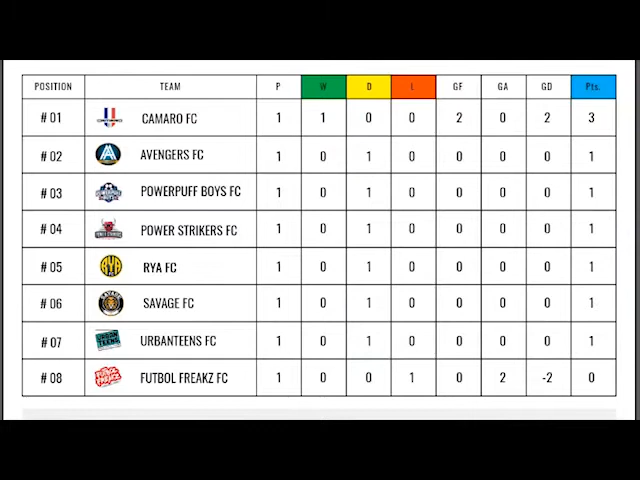 POSITION TEAM P W D L GF GA GD Pts.
# 01 CAMARO FC 1 1 0 0 2 0 2 3
# 02 AVENGERS FC 1 0 1 0 0 0 0 1
# 03 POWERPUFF BOYS FC 1 0 1 0 0 0 0 1
# 04 POWER STRIKERS FC 1 0 1 0 0 0 0 1
# 05 RYA RYA FC 1 0 1 0 0 0 0 1
# 06 SAVAGE FC 1 0 1 0 0 0 0 1
# 07 URBAN TEENS URBANTEENS FC 1 0 1 0 0 0 0 1
# 08 FUTBOL FREAKZ FC 1 0 0 1 0 2 -2 0